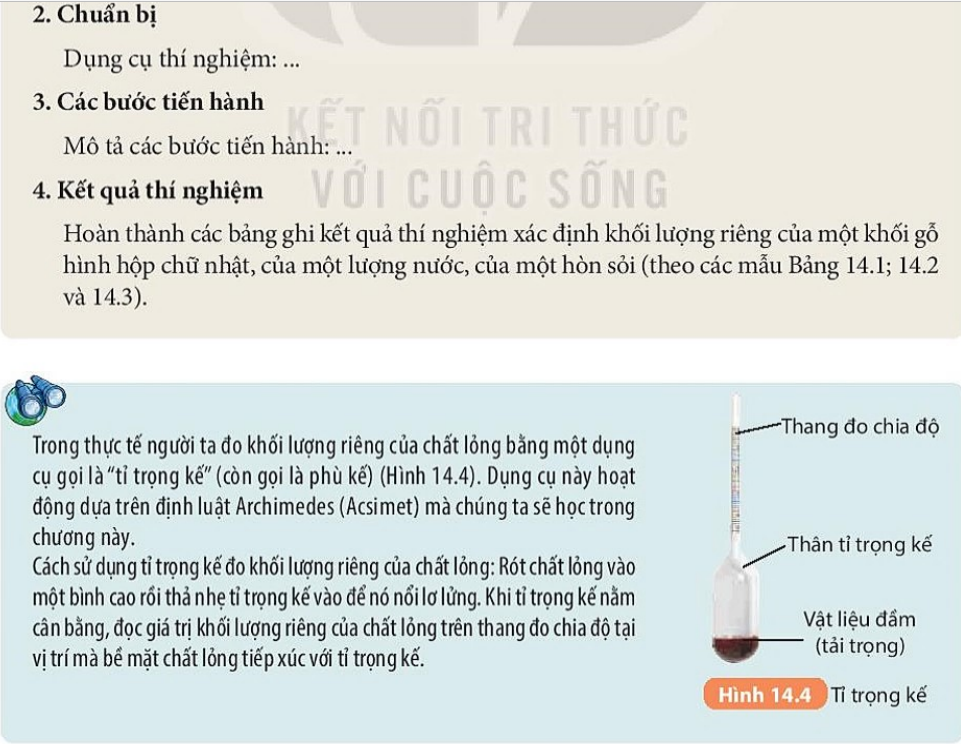 2. Chuẩn bị
Dụng cụ thí nghiệm: ...
3. Các bước tiến hành
KẾT NỐI TRI THỨC
Mô tả các bước tiến hành: ...
VỚI CUỘC SỐNG
4. Kết quả thí nghiệm
Hoàn thành các bảng ghi kết quả thí nghiệm xác định khối lượng riêng của một khối gỗ
hình hộp chữ nhật, của một lượng nước, của một hòn sỏi (theo các mẫu Bảng 14.1; 14.2
và 14.3).
Trong thực tế người ta đo khối lượng riêng của chất lỏng bằng một dụng
cụ gọi là “tỉ trọng kế” (còn gọi là phù kế) (Hình 14.4). Dụng cụ này hoạt
động dựa trên định luật Archimedes (Acsimet) mà chúng ta sẽ học trong
chương này.
Cách sử dụng tỉ trọng kế đo khối lượng riêng của chất lỏng: Rót chất lỏng vào
một bình cao rồi thả nhẹ tỉ trọng kế vào để nó nổi lơ lửng. Khi tỉ trọng kế nằm
cân bằng, đọc giá trị khối lượng riêng của chất lỏng trên thang đo chia độ tại
vị trí mà bề mặt chất lỏng tiếp xúc với tỉ trọng kế.
Thang đo chia độ
Thân tỉ trọng kế
Vật liệu đầm
(tải trọng)
Hình 14.4 Tỉ trọng kế